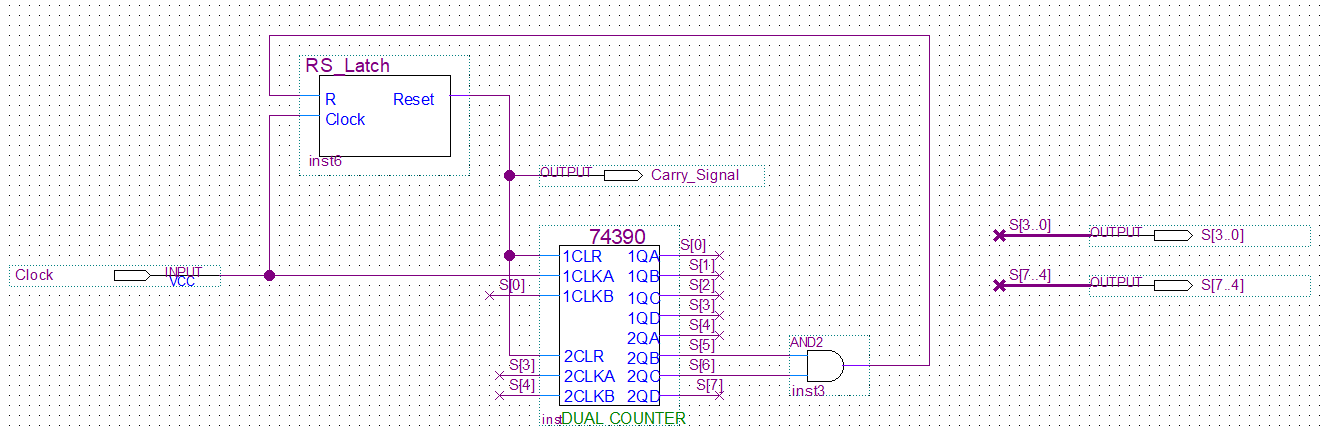 RS_Latch
R Reset
Clock
inst6
OUTPUT Carry_Signal
Clock INPUT
VCC
74390
1CLR 1QA S[0]
1CLKA 1QB S[1]
S[0] 1CLKB 1QC S[2]
1QD S[3]
2QA S[4]
2CLR 2QB S[5]
S[3] 2CLKA 2QC S[6]
S[4] 2CLKB 2QD S[7]
inst DUAL COUNTER
AND2
inst3
S[3..0] OUTPUT S[3..0]
S[7..4] OUTPUT S[7..4]